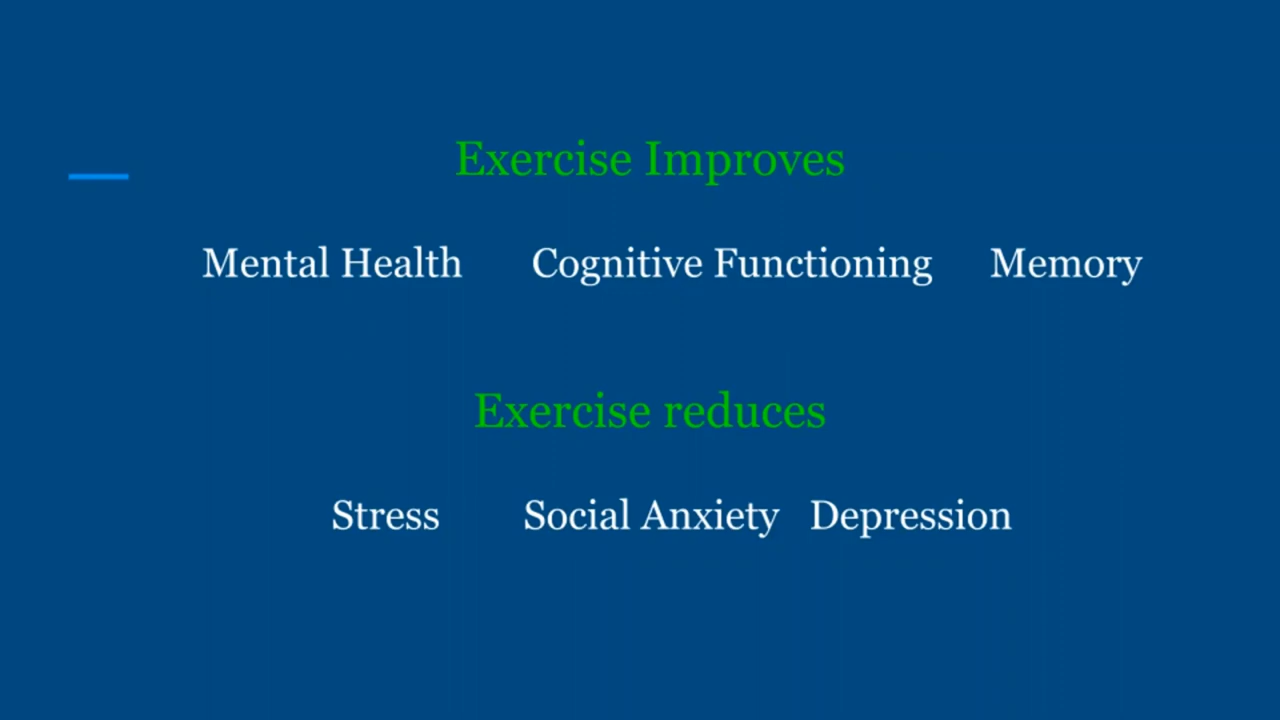 Exercise Improves
Mental Health Cognitive Functioning Memory
Exercise reduces
Stress Social Anxiety Depression